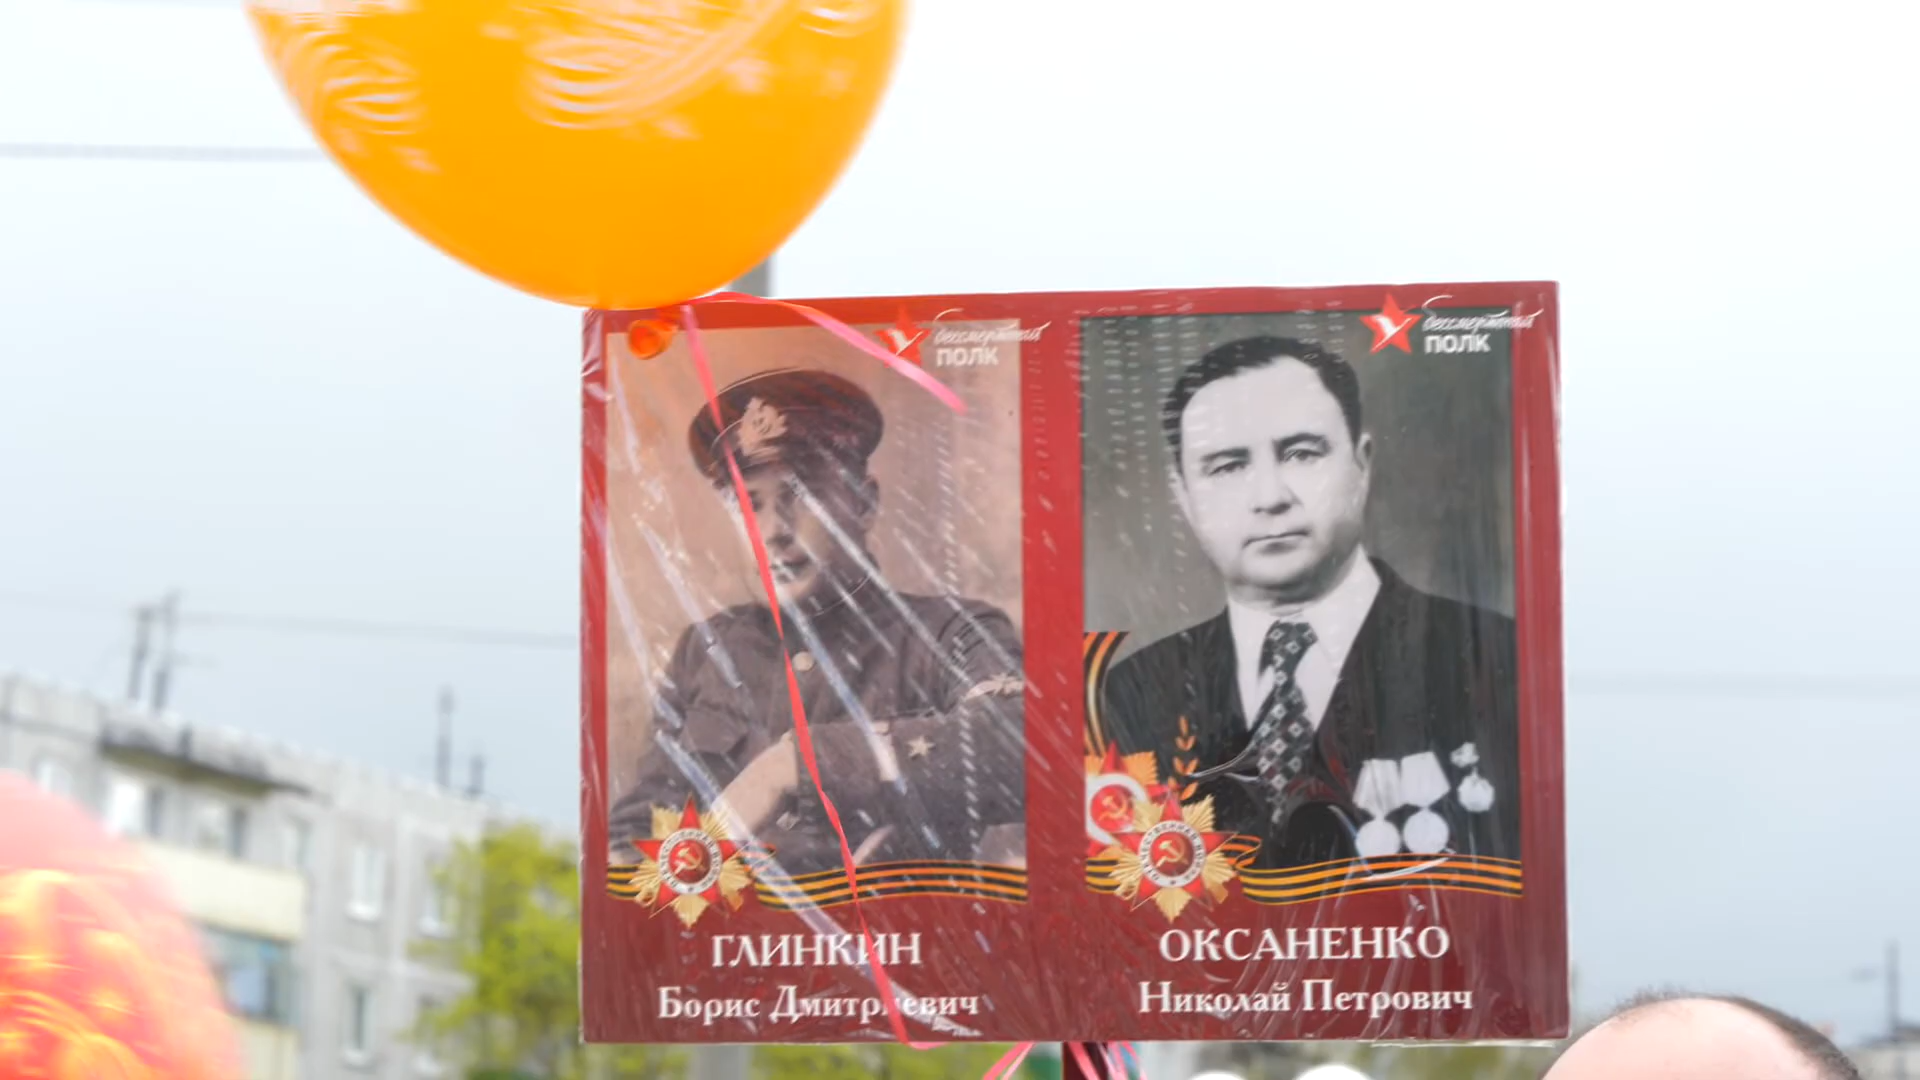 бессмертный
ПОЛК
бессмертный
ПОЛК
ГЛИНКИН
Борис Дмитриевич
ОКСАНЕНКО
Николай Петрович